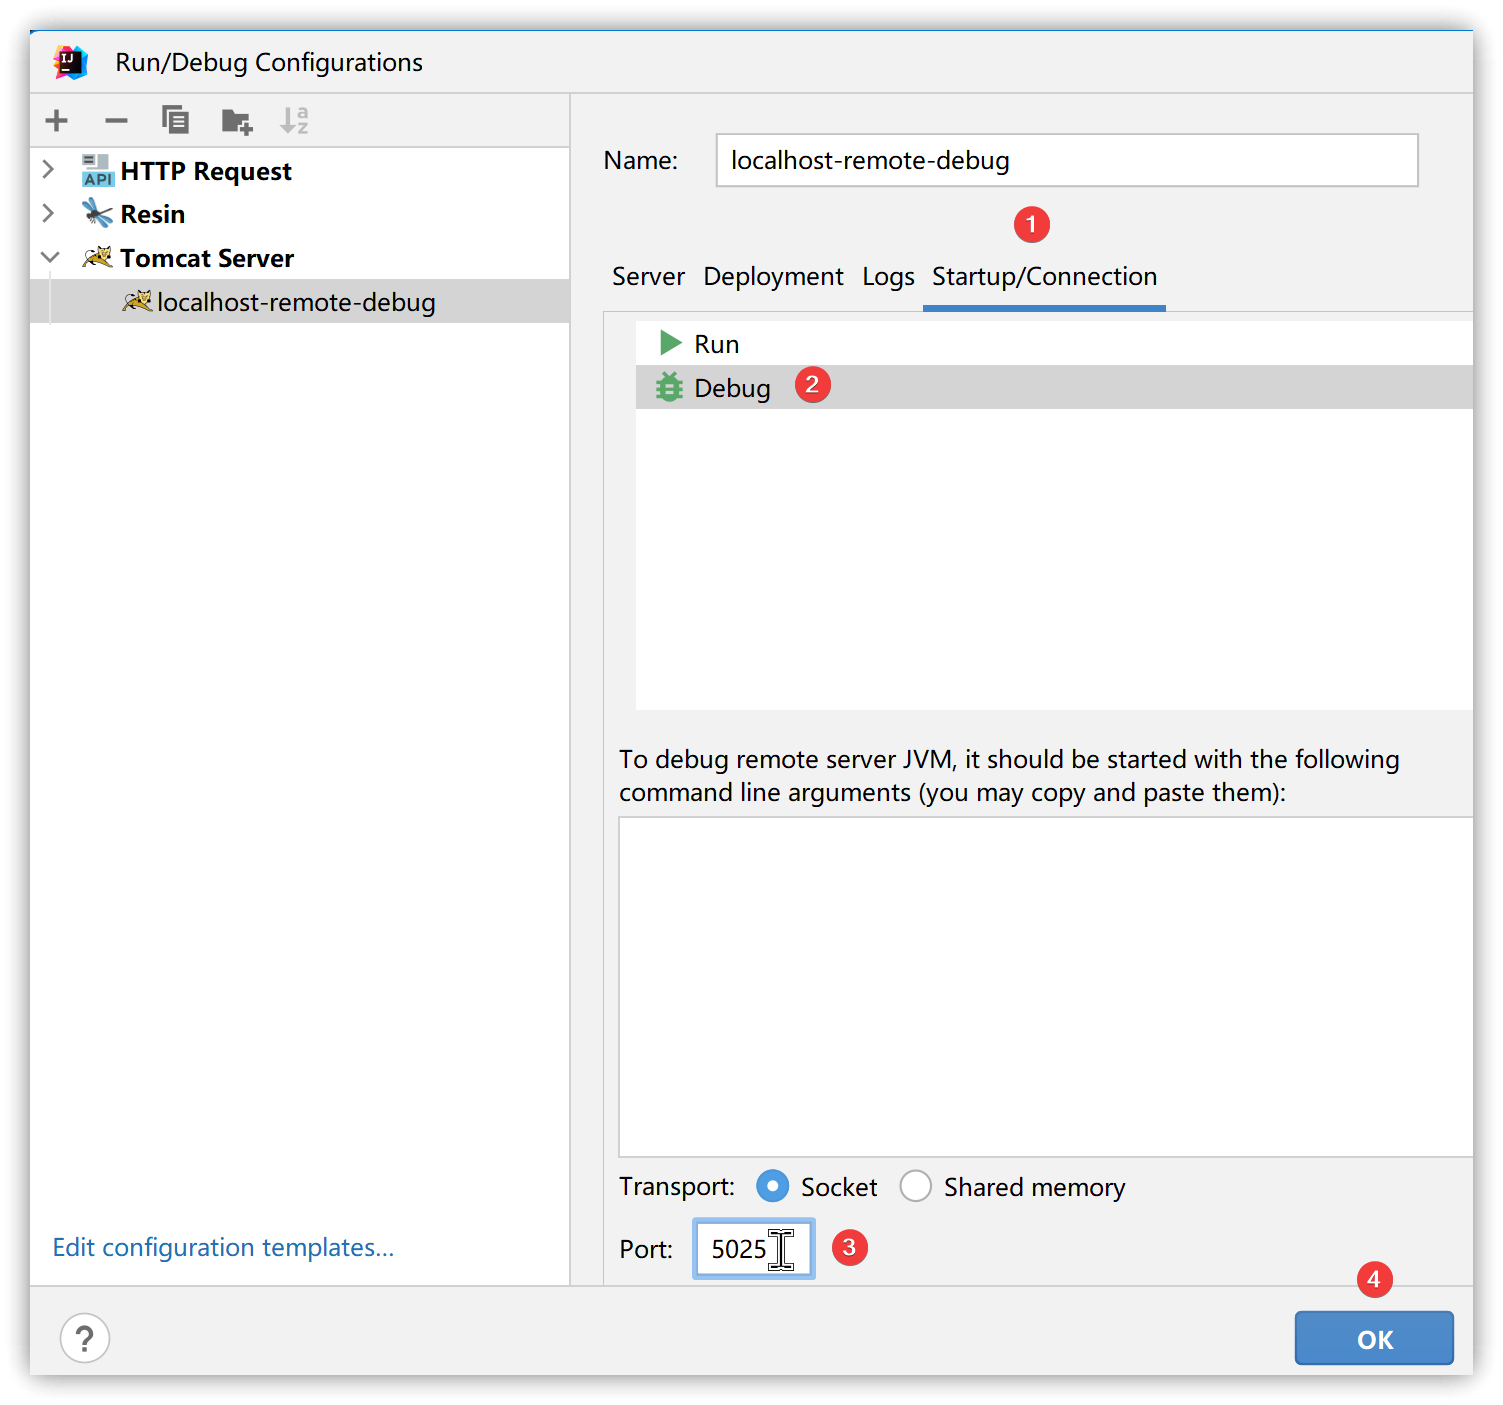 Run/Debug Configurations
HTTP Request
Resin
Tomcat Server
localhost-remote-debug
Edit configuration templates...
Name: localhost-remote-debug
1
Server Deployment Logs Startup/Connection
Run
Debug 2
To debug remote server JVM, it should be started with the following
command line arguments (you may copy and paste them):
Transport: Socket Shared memory
Port: 5025 3
4
? OK